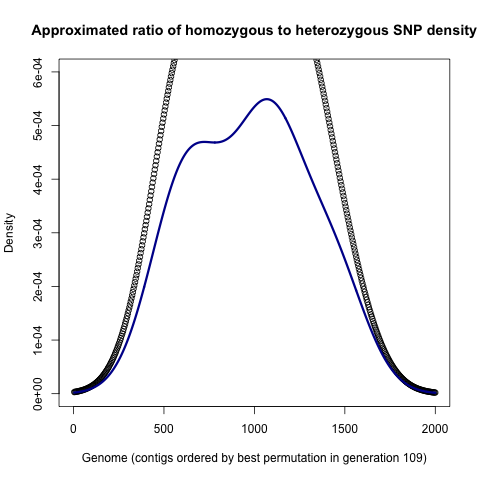 Approximated ratio of homozygous to heterozygous SNP density
6e-04
5e-04
4e-04
3e-04
2e-04
1e-04
0e+00
Density
0 500 1000 1500 2000
Genome (contigs ordered by best permutation in generation 109)